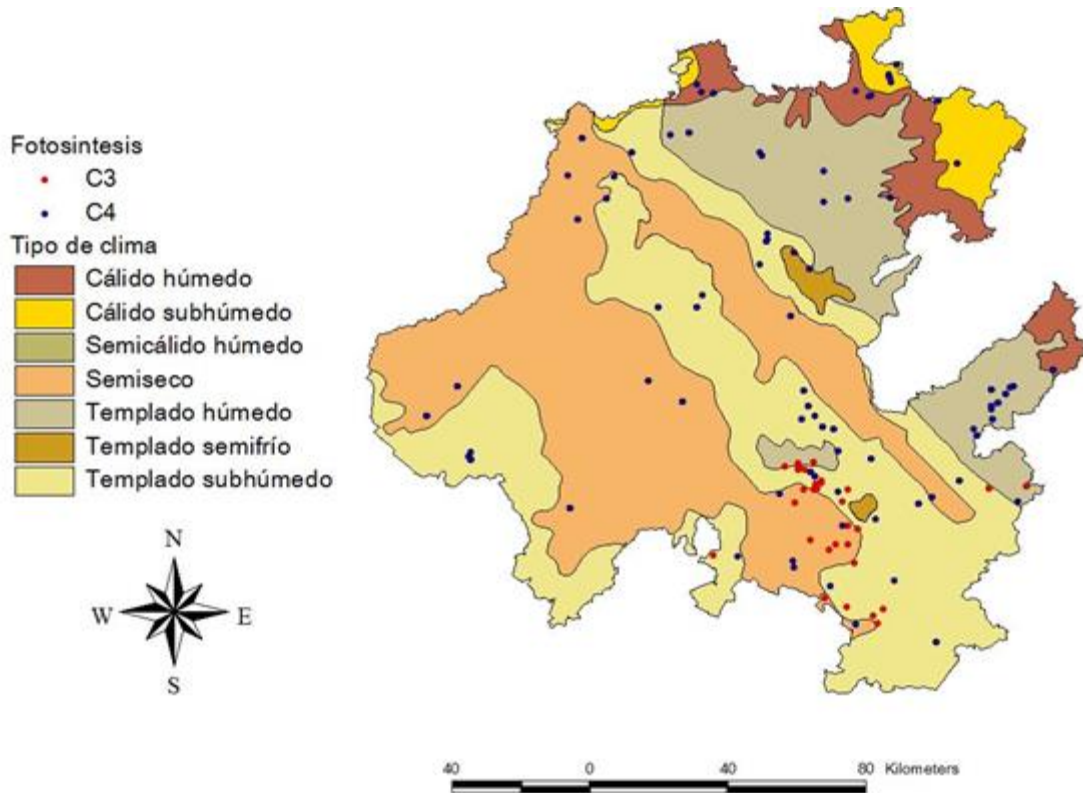 Fotosintesis
C3
C4
Tipo de clima
Cálido húmedo
Cálido subhúmedo
Semicálido húmedo
Semiseco
Templado húmedo
Templado semifrío
Templado subhúmedo
N
W E
S
40 0 40 80 Kilometers